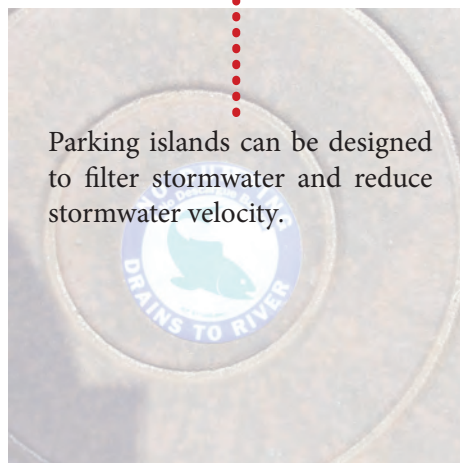 Parking islands can be designed
to filter stormwater and reduce
stormwater velocity.
DRAINS TO RIVER